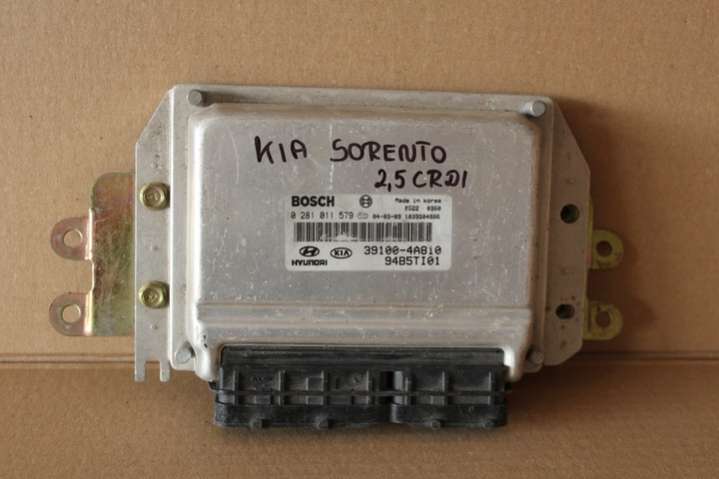 KIA SORENTO
2,5 CRDI
BOSCH Made in korea
0 281 011 579
HYUNDAI KIA 39100-4A810
94B5TI01